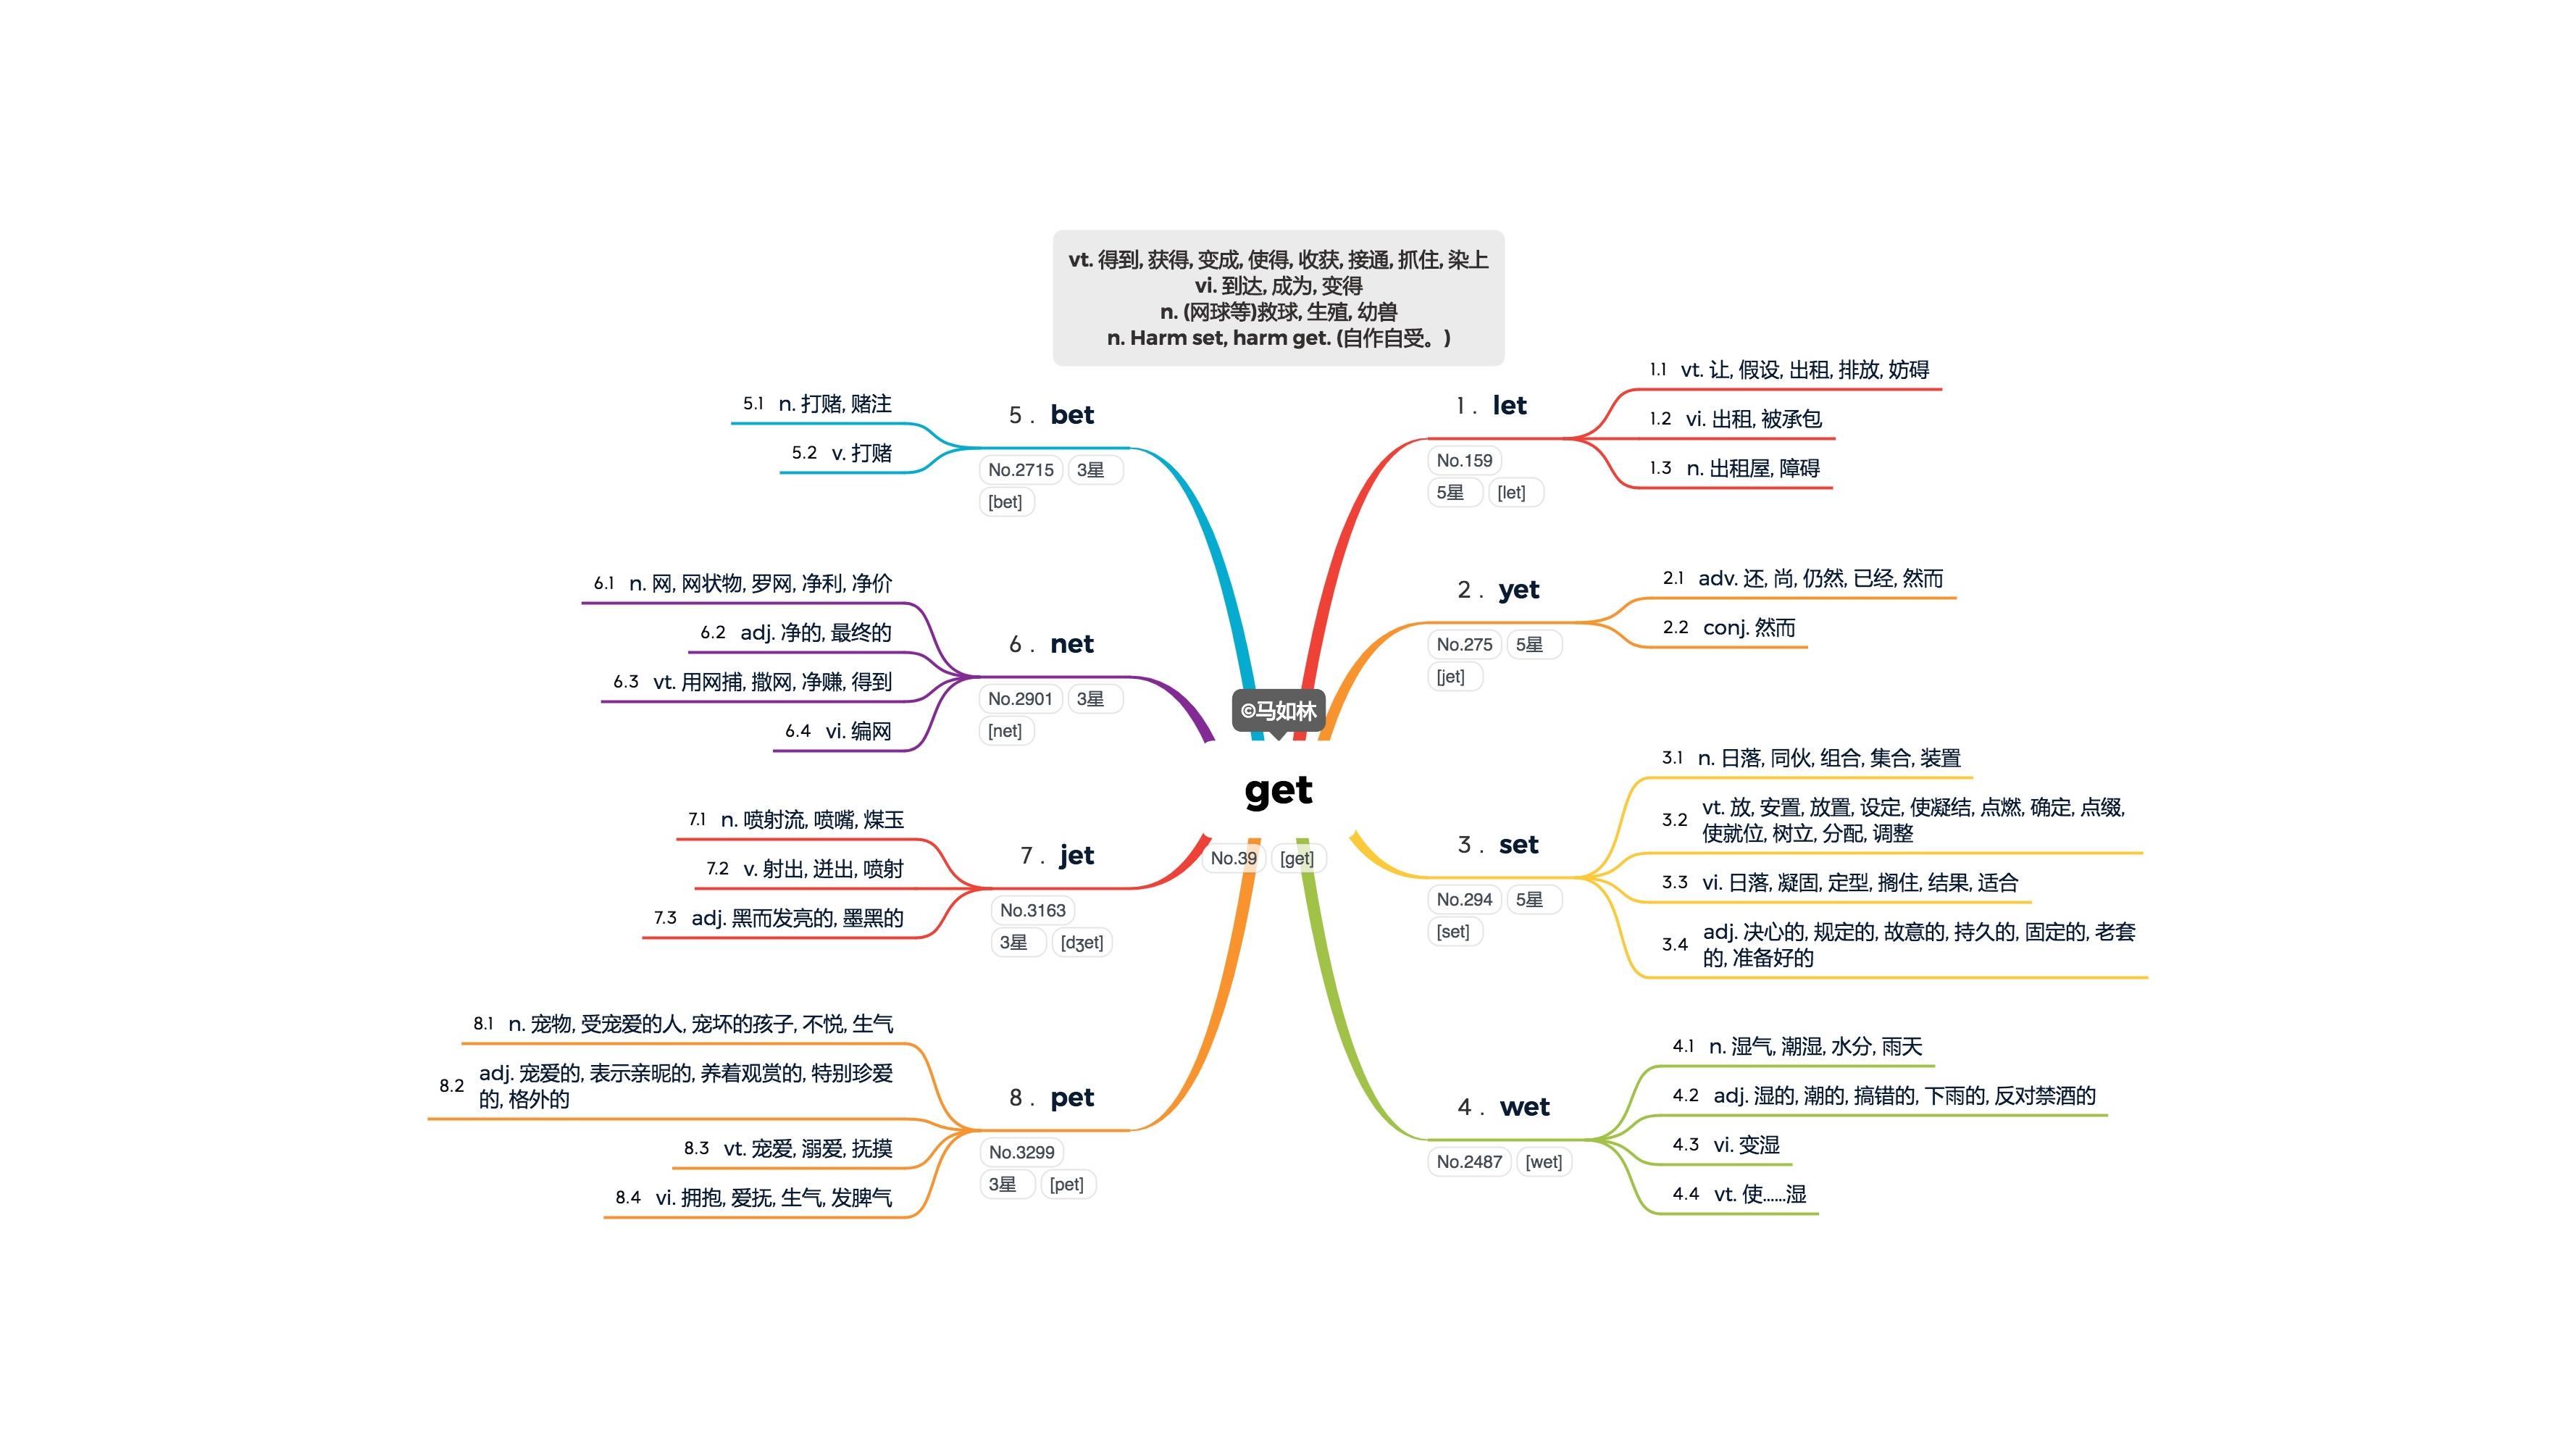 vt. 得到, 获得, 变成, 使得, 收获, 接通, 抓住, 染上
vi. 到达, 成为, 变得
n. (网球等)救球, 生殖, 幼兽
n. Harm set, harm get. (自作自受。)
©马如林
get
No.39 [get]
1. let
No.159
5星 [let]
1.1 vt. 让, 假设, 出租, 排放, 妨碍
1.2 vi. 出租, 被承包
1.3 n. 出租屋, 障碍
2. yet
No.275 5星
[jet]
2.1 adv. 还, 尚, 仍然, 已经, 然而
2.2 conj. 然而
3. set
No.294 5星
[set]
3.1 n. 日落, 同伙, 组合, 集合, 装置
3.2 vt. 放, 安置, 放置, 设定, 使凝结, 点燃, 确定, 点缀,
使就位, 树立, 分配, 调整
3.3 vi. 日落, 凝固, 定型, 搁住, 结果, 适合
3.4 adj. 决心的, 规定的, 故意的, 持久的, 固定的, 老套
的, 准备好的
4. wet
No.2487 [wet]
4.1 n. 湿气, 潮湿, 水分, 雨天
4.2 adj. 湿的, 潮的, 搞错的, 下雨的, 反对禁酒的
4.3 vi. 变湿
4.4 vt. 使......湿
5. bet
No.2715 3星
[bet]
5.1 n. 打赌, 赌注
5.2 v. 打赌
6. net
No.2901 3星
[net]
6.1 n. 网, 网状物, 罗网, 净利, 净价
6.2 adj. 净的, 最终的
6.3 vt. 用网捕, 撒网, 净赚, 得到
6.4 vi. 编网
7. jet
No.3163
3星 [dʒet]
7.1 n. 喷射流, 喷嘴, 煤玉
7.2 v. 射出, 迸出, 喷射
7.3 adj. 黑而发亮的, 墨黑的
8. pet
No.3299
3星 [pet]
8.1 n. 宠物, 受宠爱的人, 宠坏的孩子, 不悦, 生气
8.2 adj. 宠爱的, 表示亲昵的, 养着观赏的, 特别珍爱
的, 格外的
8.3 vt. 宠爱, 溺爱, 抚摸
8.4 vi. 拥抱, 爱抚, 生气, 发脾气